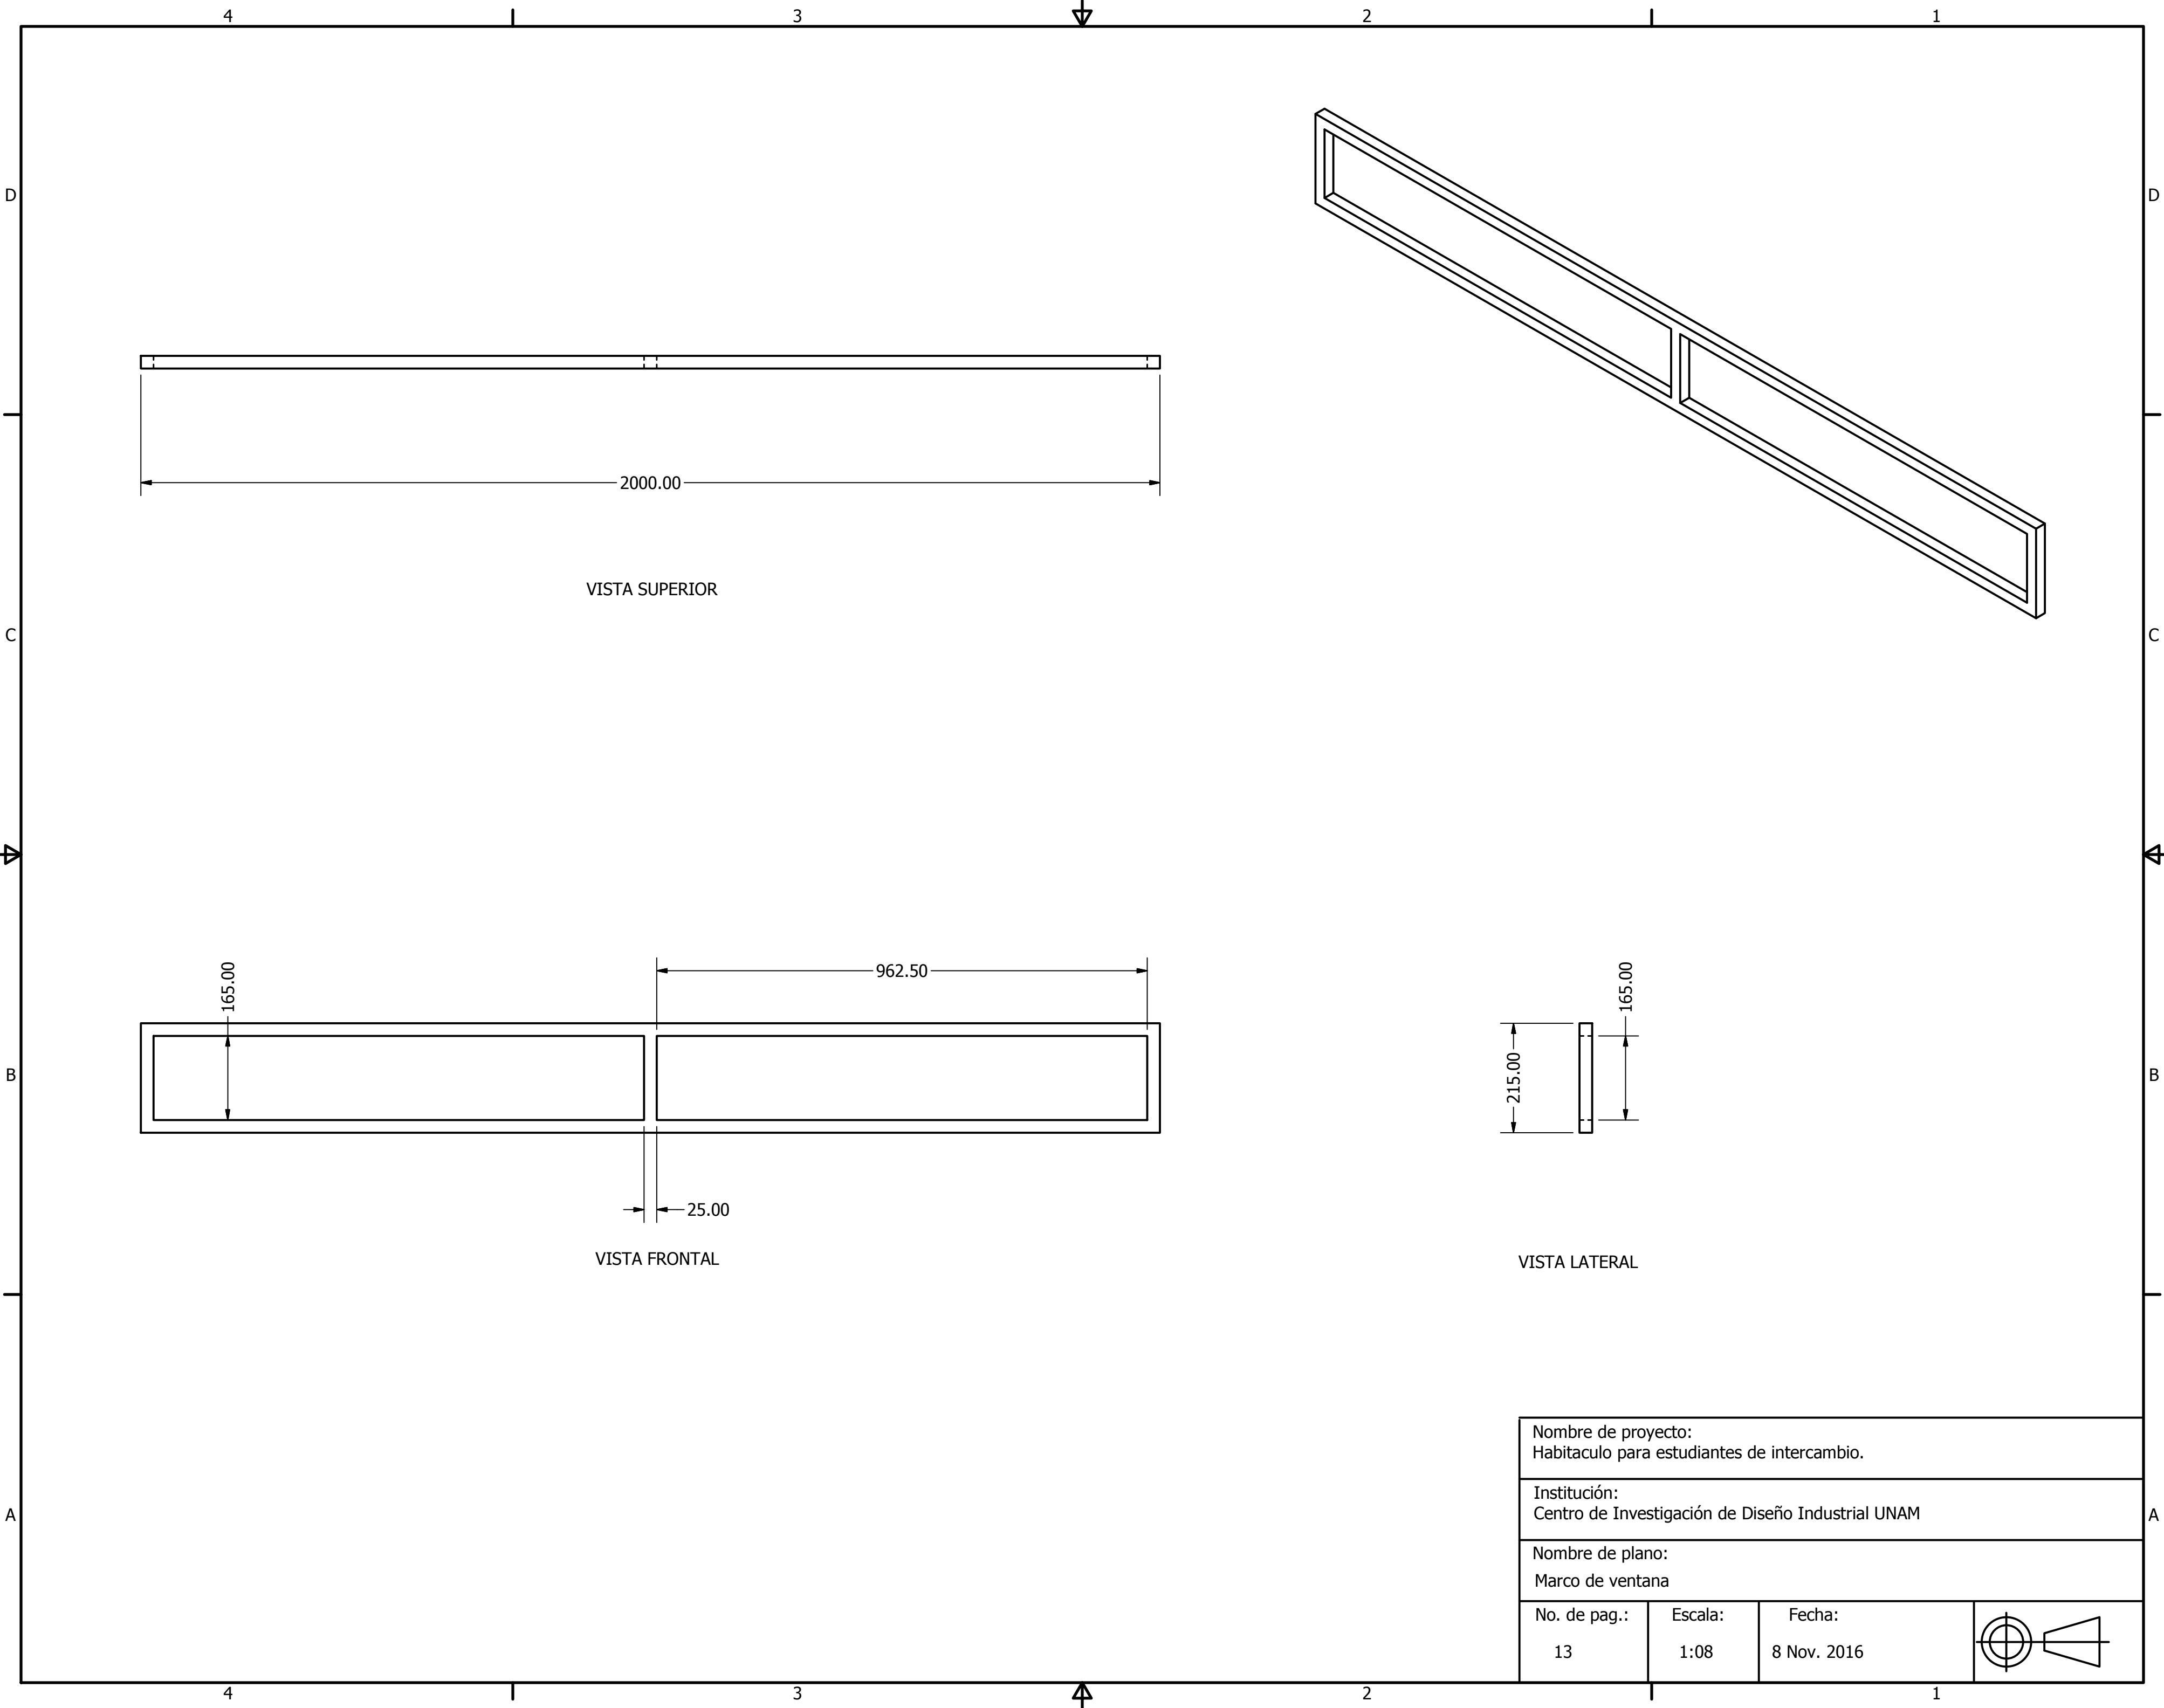 4 3 2 1
D D
2000.00
VISTA SUPERIOR
C C
165.00
962.50
165.00
215.00
B B
25.00
VISTA FRONTAL
VISTA LATERAL
Nombre de proyecto:
Habitaculo para estudiantes de intercambio.
Institución:
Centro de Investigación de Diseño Industrial UNAM
A A
Nombre de plano:
Marco de ventana
No. de pag.: Escala: Fecha:
13 1:08 8 Nov. 2016
4 3 2 1